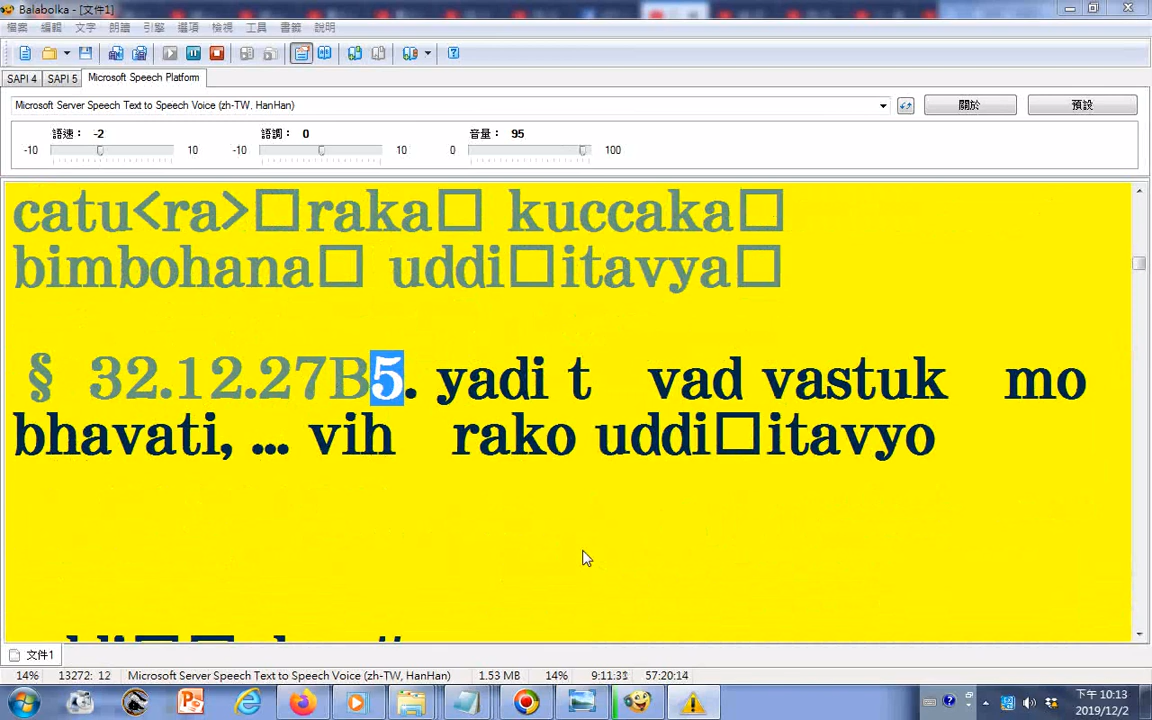 Balabolka - [文件1]
檔案 編輯 文字 朗讀 引擎 選項 檢視 工具 書籤 說明
SAPI 4 SAPI 5 Microsoft Speech Platform
Microsoft Server Speech Text to Speech Voice (zh-TW, HanHan) 關於 預設
語速： -2 語調： 0 音量： 95
-10 10 -10 10 0 100
catu<ra>□raka□ kuccaka□
bimbohana□ uddi□itavya□
§ 32.12.27B5. yadi t vad vastuk mo
bhavati, ... vih rako uddi□itavyo
文件1
14% 13272: 12 Microsoft Server Speech Text to Speech Voice (zh-TW, HanHan) 1.53 MB 14% 9:11:31 57:20:14
下午 10:13
2019/12/2